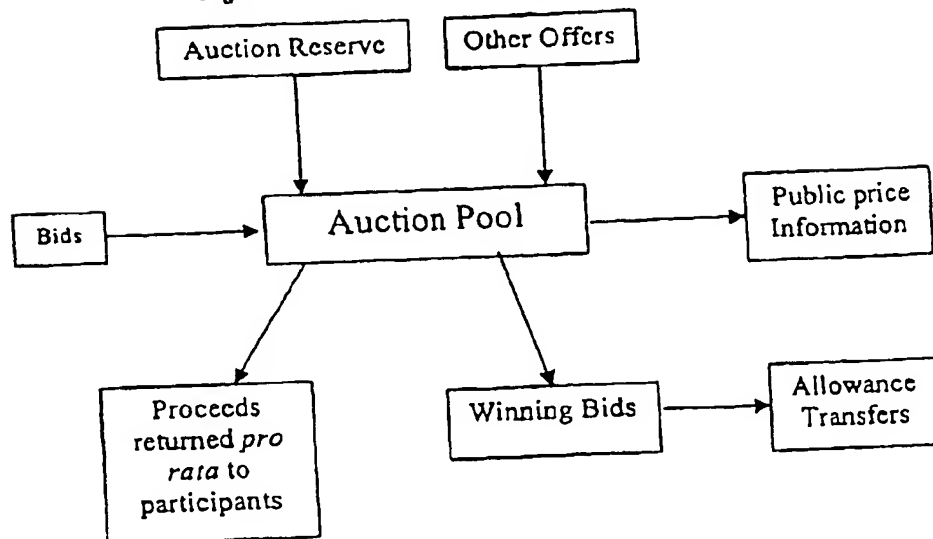 Auction Reserve
Other Offers
Bids
Auction Pool
Public price
Information
Proceeds
returned pro
rata to
participants
Winning Bids
Allowance
Transfers